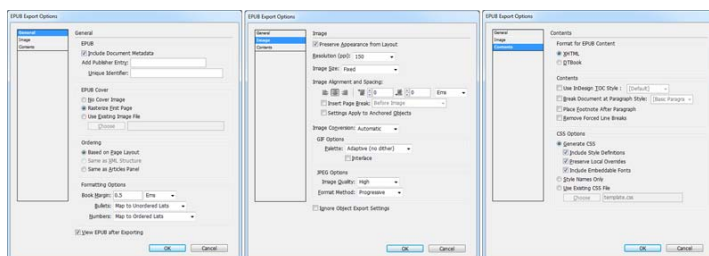 EPUB Export Options
General
Image
Contents
General
EPUB
Include Document Metadata
Add Publisher Entry:
Unique Identifier:
EPUB Cover
No Cover Image
Rasterize First Page
Use Existing Image File
Choose
Ordering
Based on Page Layout
Same as XML Structure
Same as Articles Panel
Formatting Options
Book Margin: 0.5 Ems
Bullets: Map to Unordered Lists
Numbers: Map to Ordered Lists
View EPUB after Exporting
OK Cancel
EPUB Export Options
General
Image
Contents
Image
Preserve Appearance from Layout
Resolution (ppi): 150
Image Size: Fixed
Image Alignment and Spacing:
0 0 Ems
Insert Page Break: Before Image
Settings Apply to Anchored Objects
Image Conversion: Automatic
GIF Options
Palette: Adaptive (no dither)
Interlace
JPEG Options
Image Quality: High
Format Method: Progressive
Ignore Object Export Settings
OK Cancel
EPUB Export Options
General
Image
Contents
Contents
Format for EPUB Content
XHTML
DTBook
Contents
Use InDesign TOC Style: [Default]
Break Document at Paragraph Style: [Basic Paragra
Place Footnote After Paragraph
Remove Forced Line Breaks
CSS Options
Generate CSS
Include Style Definitions
Preserve Local Overrides
Include Embeddable Fonts
Style Names Only
Use Existing CSS File
Choose template.css
OK Cancel